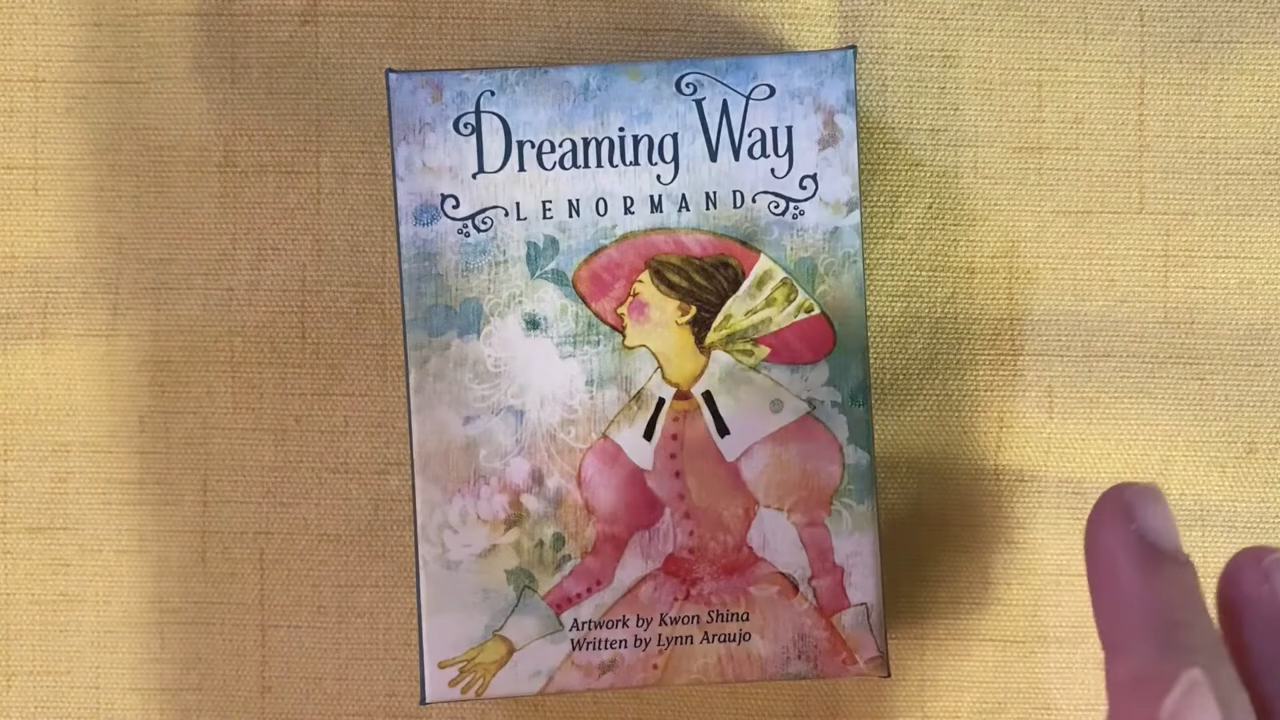 Dreaming Way
LENORMAND
Artwork by Kwon Shina
Written by Lynn Araujo